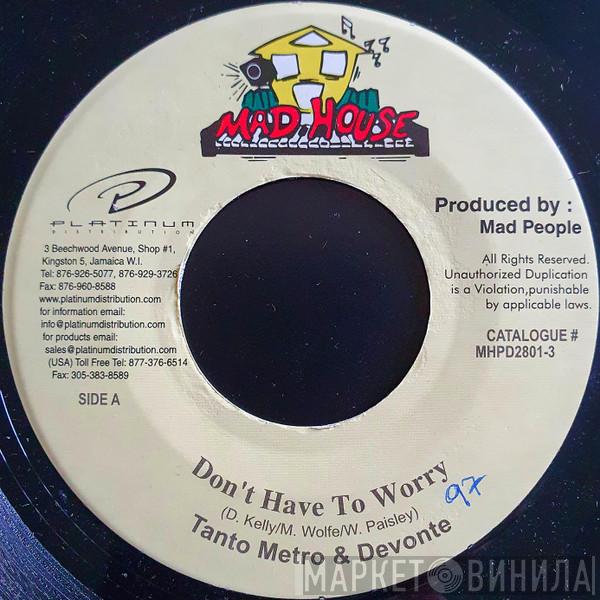 MAD HOUSE
PLATINUM
DISTRIBUTION
3 Beechwood Avenue, Shop #1,
Kingston 5, Jamaica W.I.
Tel: 876-926-5077, 876-929-3726
Fax: 876-960-8588
www.platinumdistribution.com
for information email:
info@platinumdistribution.com
for products email:
sales@platinumdistribution.com
(USA) Toll Free Tel: 877-376-6514
Fax: 305-383-8589
SIDE A
Produced by :
Mad People
All Rights Reserved.
Unauthorized Duplication
is a Violation,punishable
by applicable laws.
CATALOGUE #
MHPD2801-3
Don't Have To Worry
97
(D. Kelly/M. Wolfe/W. Paisley)
Tanto Metro & Devonte
МАРКЕТ ВИНИЛА